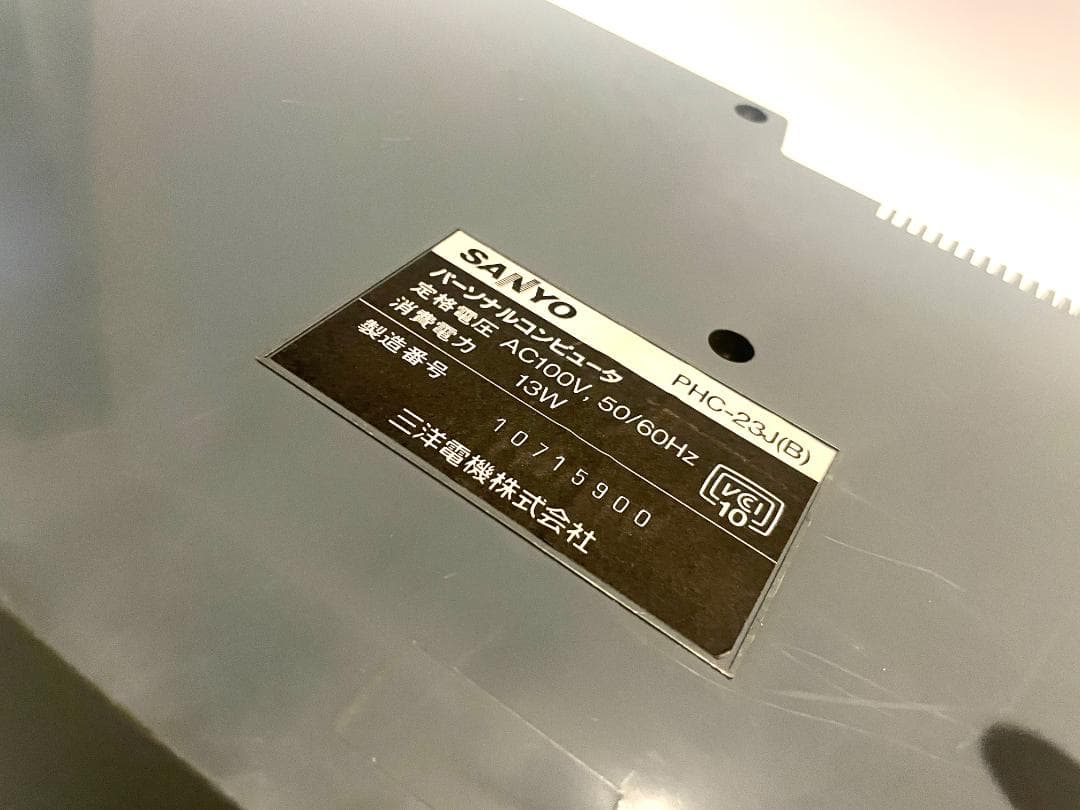 SANYO PHC-23J(B)
パーソナルコンピュータ
定格電圧 AC100V, 50/60Hz
消費電力 13W
製造番号 10715900
三洋電機株式会社
VCCI
10